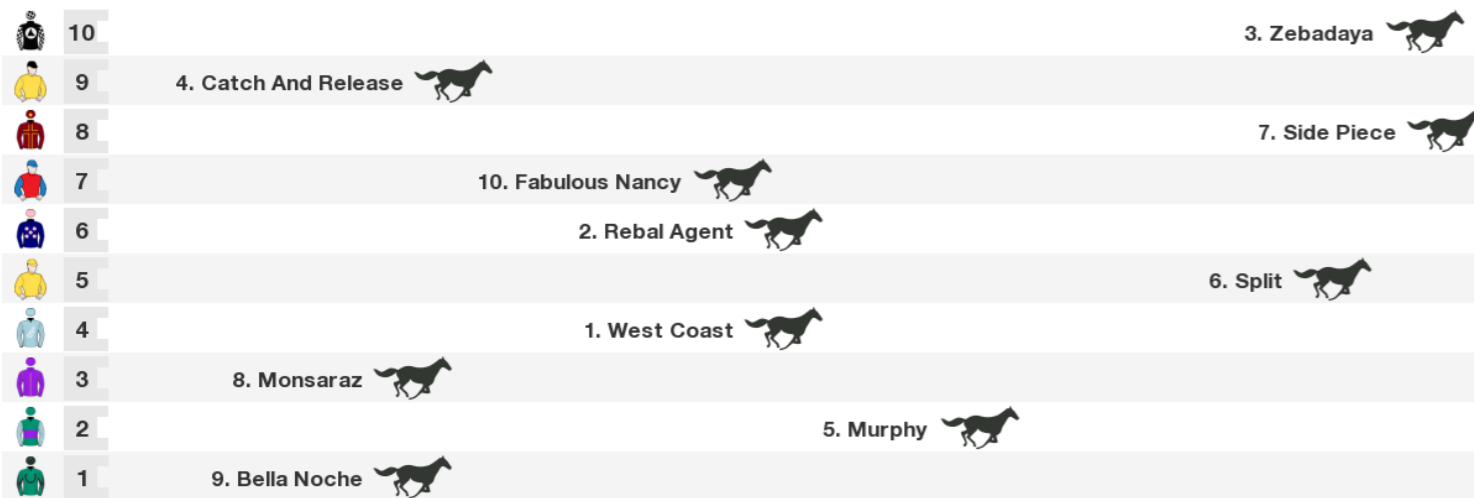 10 3. Zebadaya
9 4. Catch And Release
8 7. Side Piece
7 10. Fabulous Nancy
6 2. Rebal Agent
5 6. Split
4 1. West Coast
3 8. Monsaraz
2 5. Murphy
1 9. Bella Noche